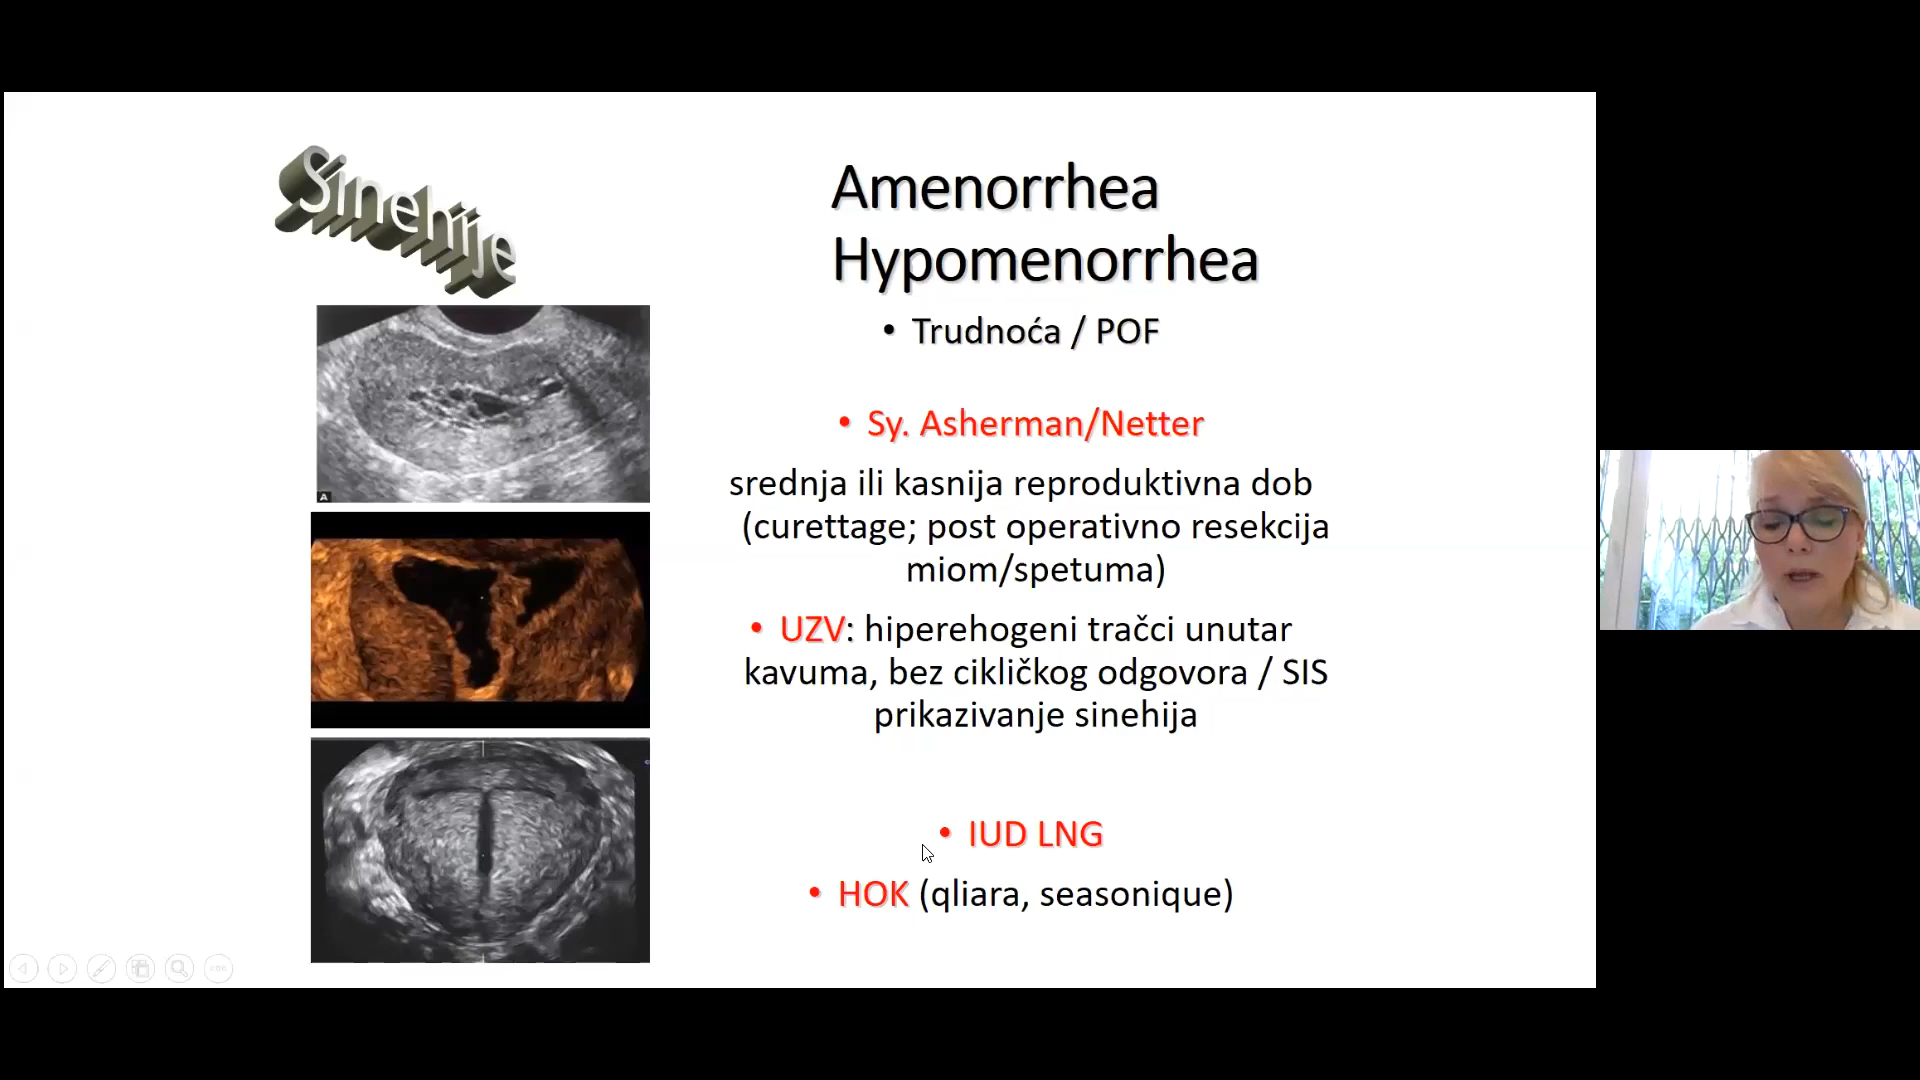 Sinehije
Amenorrhea
Hypomenorrhea
• Trudnoća / POF
• Sy. Asherman/Netter
srednja ili kasnija reproduktivna dob
(curettage; post operativno resekcija
miom/spetuma)
• UZV: hiperehogeni tračci unutar
kavuma, bez cikličkog odgovora / SIS
prikazivanje sinehija
• IUD LNG
• HOK (qliara, seasonique)
A